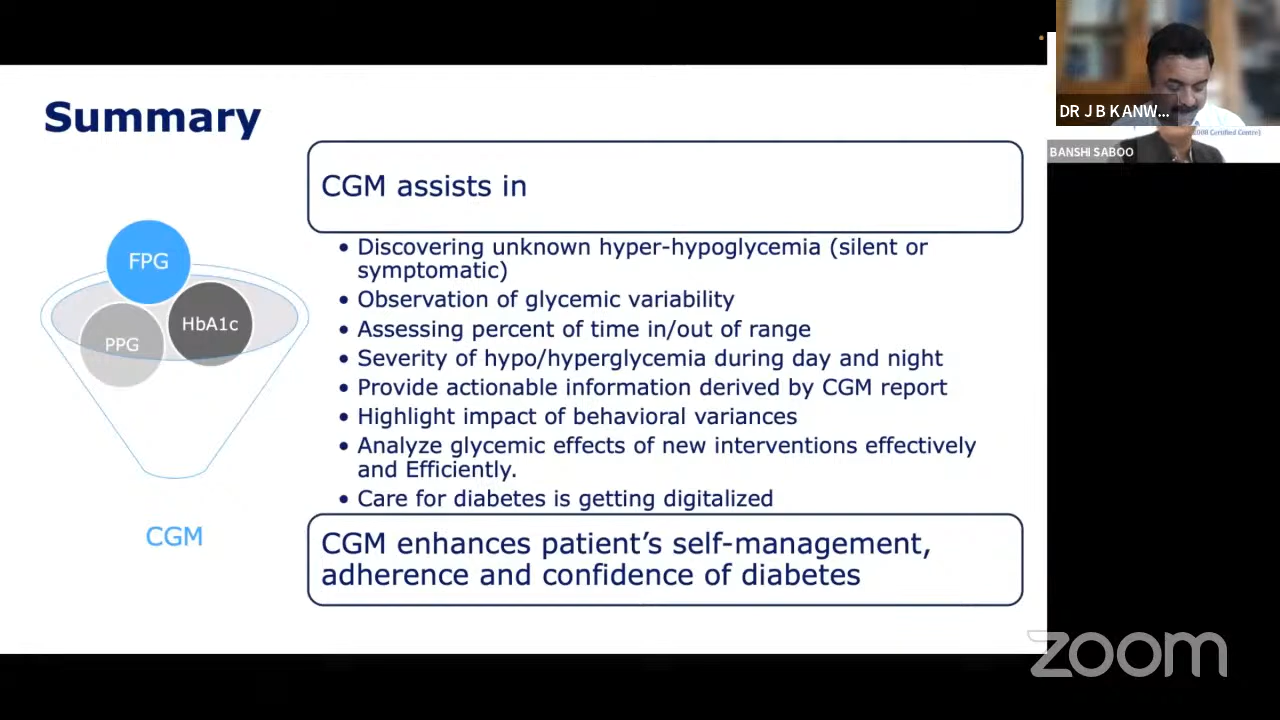 Summary
CGM assists in
• Discovering unknown hyper-hypoglycemia (silent or
symptomatic)
• Observation of glycemic variability
• Assessing percent of time in/out of range
• Severity of hypo/hyperglycemia during day and night
• Provide actionable information derived by CGM report
• Highlight impact of behavioral variances
• Analyze glycemic effects of new interventions effectively
and Efficiently.
• Care for diabetes is getting digitalized
CGM enhances patient’s self-management,
adherence and confidence of diabetes
FPG
HbA1c
PPG
CGM
DR J B KANW...
Certified Centre)
BANSHI SABOO
zoom